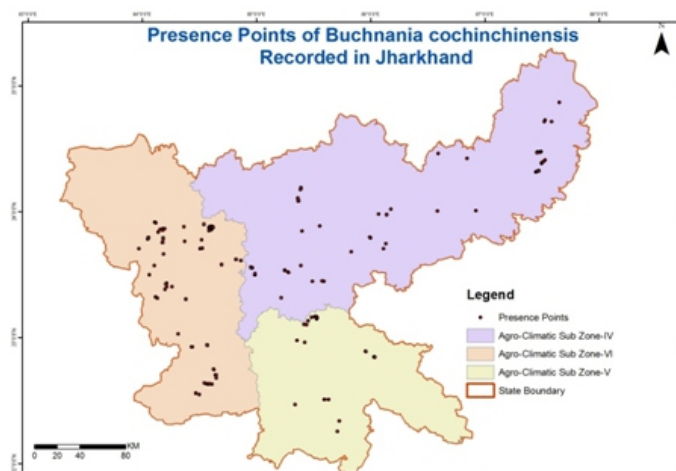 Presence Points of Buchnania cochinchinensis
Recorded in Jharkhand
Legend
Presence Points
Agro-Climatic Sub Zone-IV
Agro-Climatic Sub Zone-VI
Agro-Climatic Sub Zone-V
State Boundary
0 20 40 80 KM